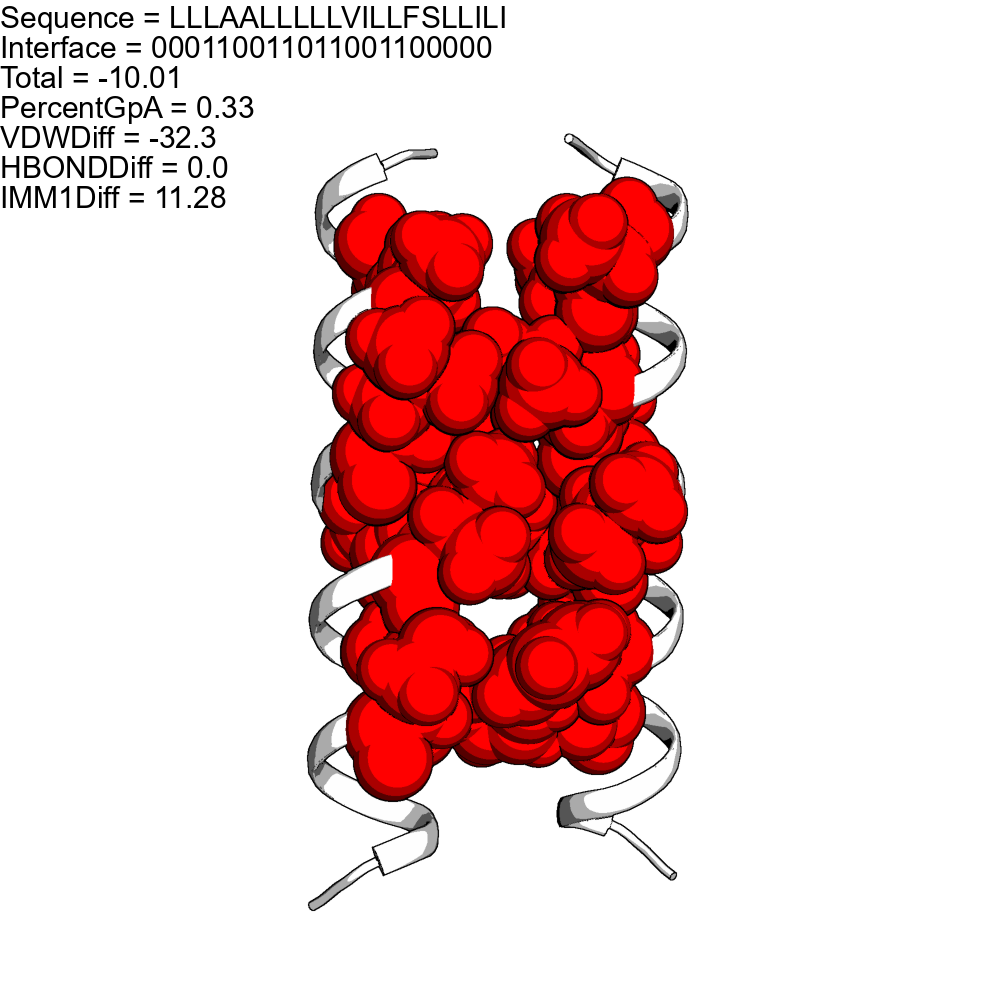 Sequence = LLLAALLLLLVILLFSLLILI
Interface = 000110011011001100000
Total = -10.01
PercentGpA = 0.33
VDWDiff = -32.3
HBONDDiff = 0.0
IMM1Diff = 11.28